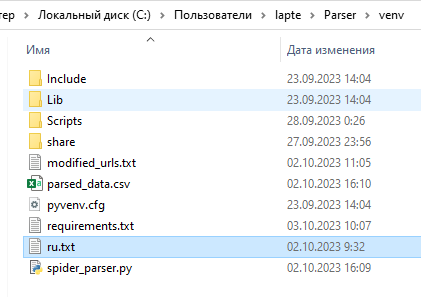 тер > Локальный диск (C:) > Пользователи > lapte > Parser > venv
Имя Дата изменения
Include 23.09.2023 14:04
Lib 23.09.2023 14:04
Scripts 28.09.2023 0:26
share 27.09.2023 23:56
modified_urls.txt 02.10.2023 11:05
parsed_data.csv 02.10.2023 16:10
pyvenv.cfg 23.09.2023 14:04
requirements.txt 03.10.2023 10:07
ru.txt 02.10.2023 9:32
spider_parser.py 02.10.2023 16:09